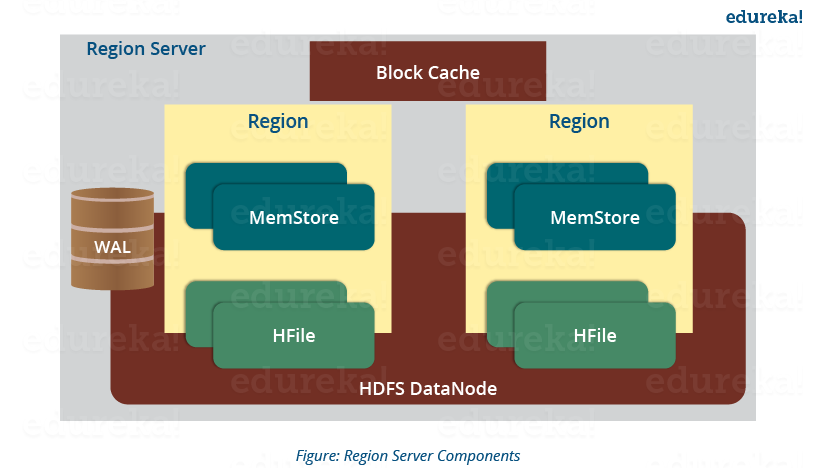 edureka!
Region Server
Block Cache
Region
Region
MemStore
MemStore
WAL
HFile
HFile
HDFS DataNode
Figure: Region Server Components